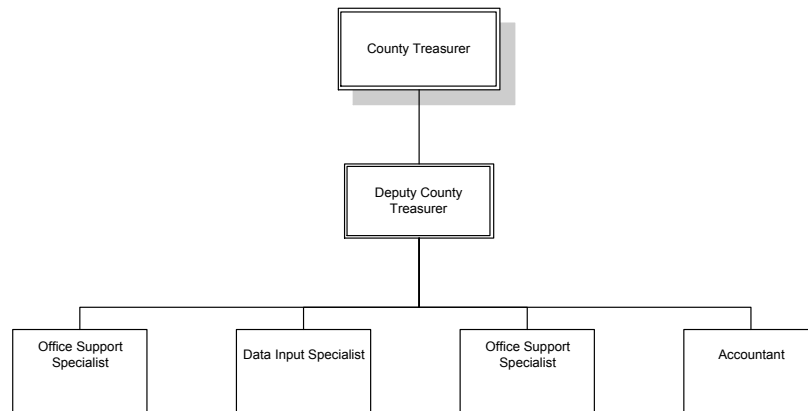 County Treasurer
Deputy County
Treasurer
Office Support
Specialist
Data Input Specialist
Office Support
Specialist
Accountant